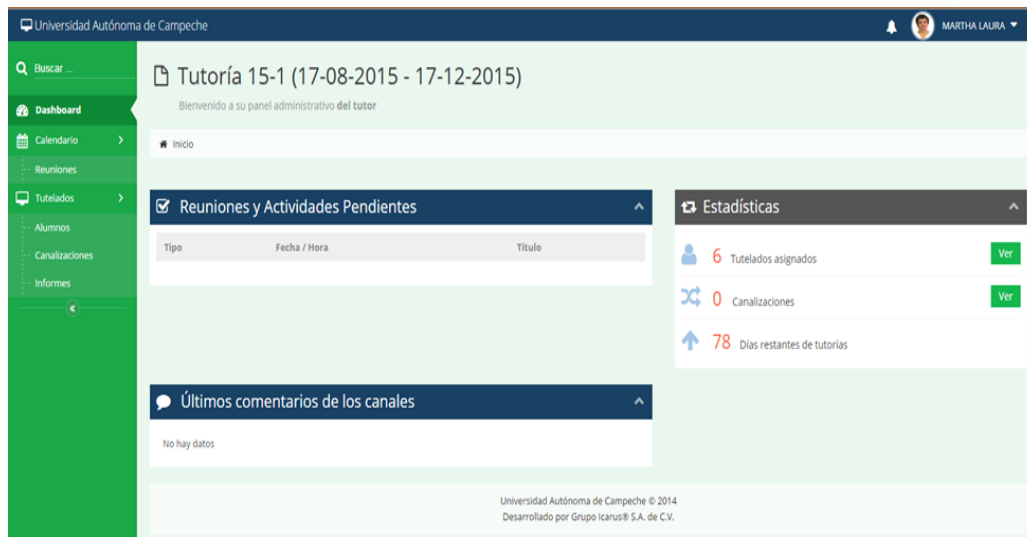 Universidad Autónoma de Campeche
MARTHA LAURA
Buscar ...
Dashboard
Calendario
Reuniones
Tutelados
Alumnos
Canalizaciones
Informes
Tutoría 15-1 (17-08-2015 - 17-12-2015)
Bienvenido a su panel administrativo del tutor
Inicio
Reuniones y Actividades Pendientes
Tipo Fecha / Hora Título
Estadísticas
6 Tutelados asignados Ver
0 Canalizaciones Ver
78 Días restantes de tutorías
Últimos comentarios de los canales
No hay datos
Universidad Autónoma de Campeche © 2014
Desarrollado por Grupo Icarus® S.A. de C.V.